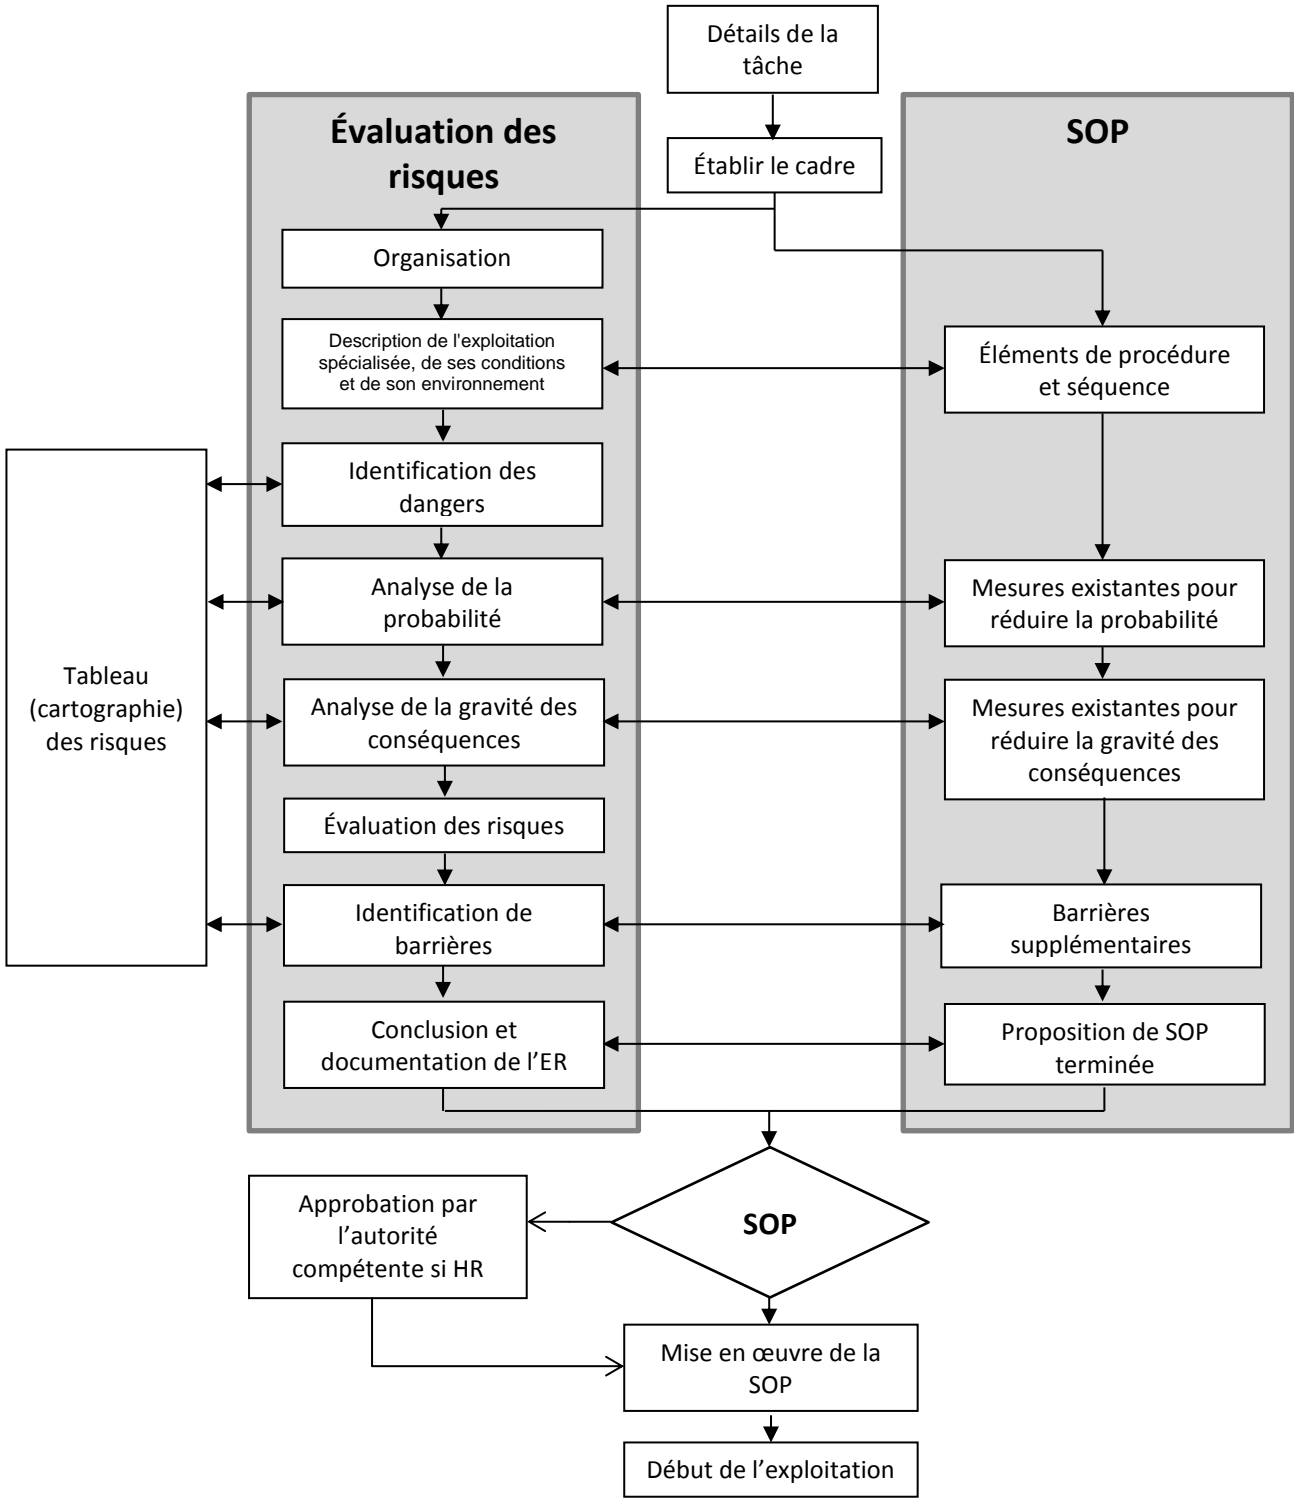 Détails de la
tâche
Établir le cadre
Évaluation des
risques
Organisation
Description de l'exploitation
spécialisée, de ses conditions
et de son environnement
Identification des
dangers
Analyse de la
probabilité
Analyse de la gravité des
conséquences
Évaluation des risques
Identification de
barrières
Conclusion et
documentation de l’ER
Tableau
(cartographie)
des risques
SOP
Éléments de procédure
et séquence
Mesures existantes pour
réduire la probabilité
Mesures existantes pour
réduire la gravité des
conséquences
Barrières
supplémentaires
Proposition de SOP
terminée
SOP
Approbation par
l’autorité
compétente si HR
Mise en œuvre de la
SOP
Début de l’exploitation